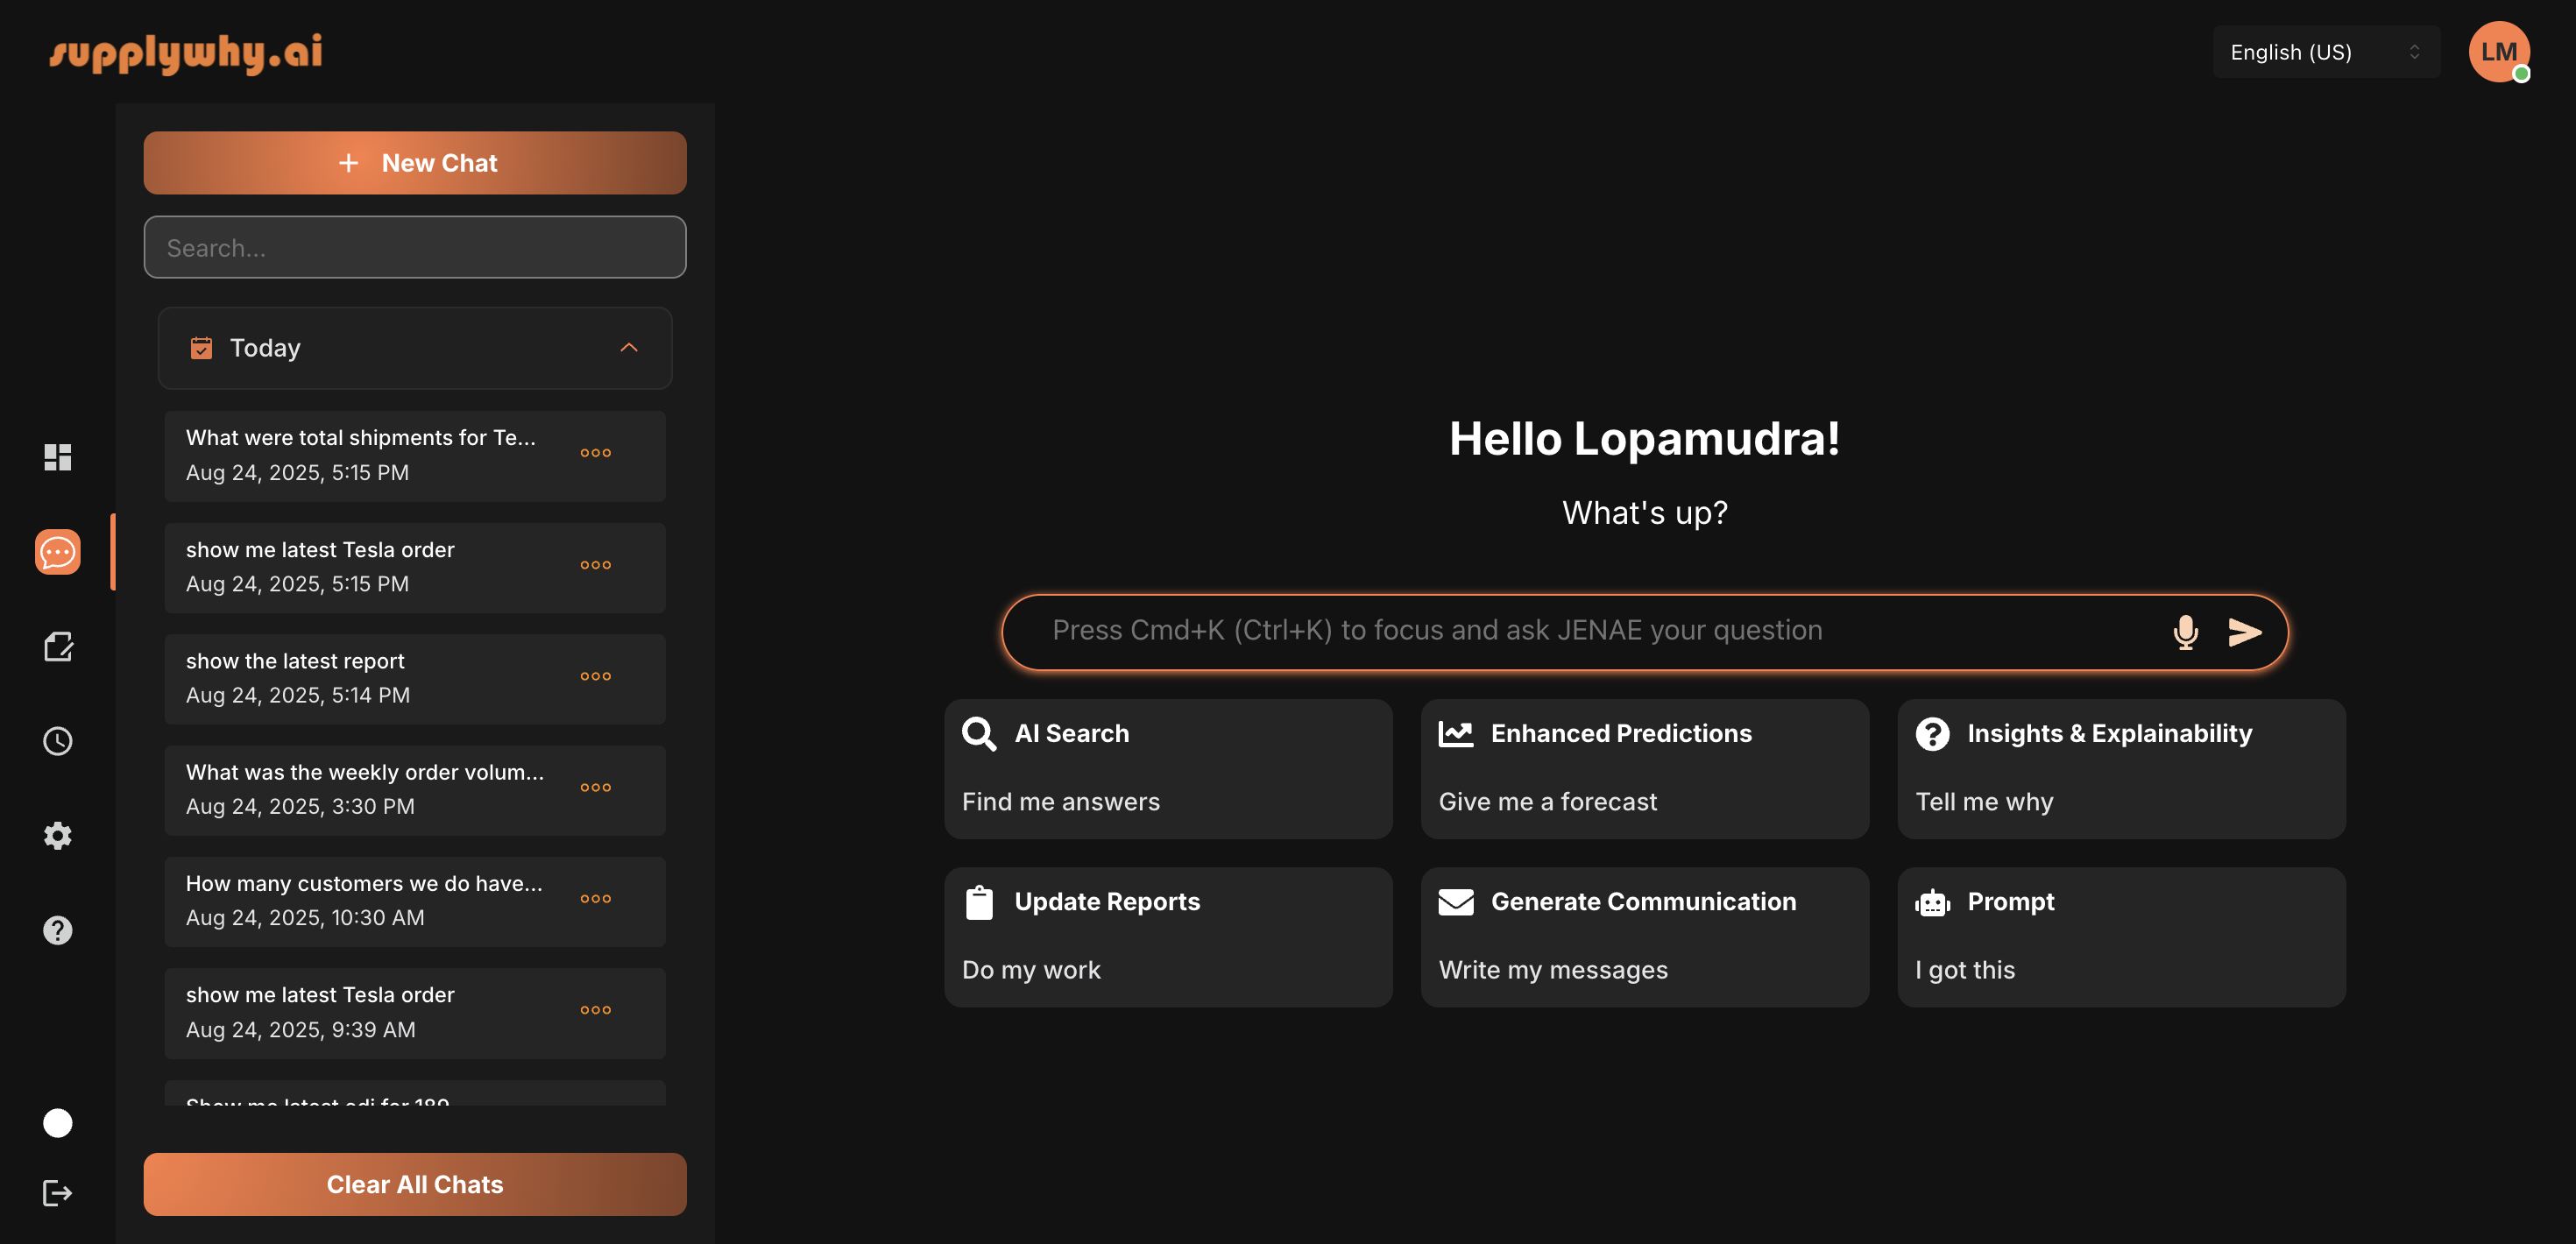 supplywhy.ai
English (US)
LM
New Chat
Search...
Today
What were total shipments for Te...
Aug 24, 2025, 5:15 PM
show me latest Tesla order
Aug 24, 2025, 5:15 PM
show the latest report
Aug 24, 2025, 5:14 PM
What was the weekly order volum...
Aug 24, 2025, 3:30 PM
How many customers we do have...
Aug 24, 2025, 10:30 AM
show me latest Tesla order
Aug 24, 2025, 9:39 AM
Show me latest edi for 189
Clear All Chats
Hello Lopamudra!
What's up?
Press Cmd+K (Ctrl+K) to focus and ask JENAE your question
AI Search
Find me answers
Enhanced Predictions
Give me a forecast
Insights & Explainability
Tell me why
Update Reports
Do my work
Generate Communication
Write my messages
Prompt
I got this